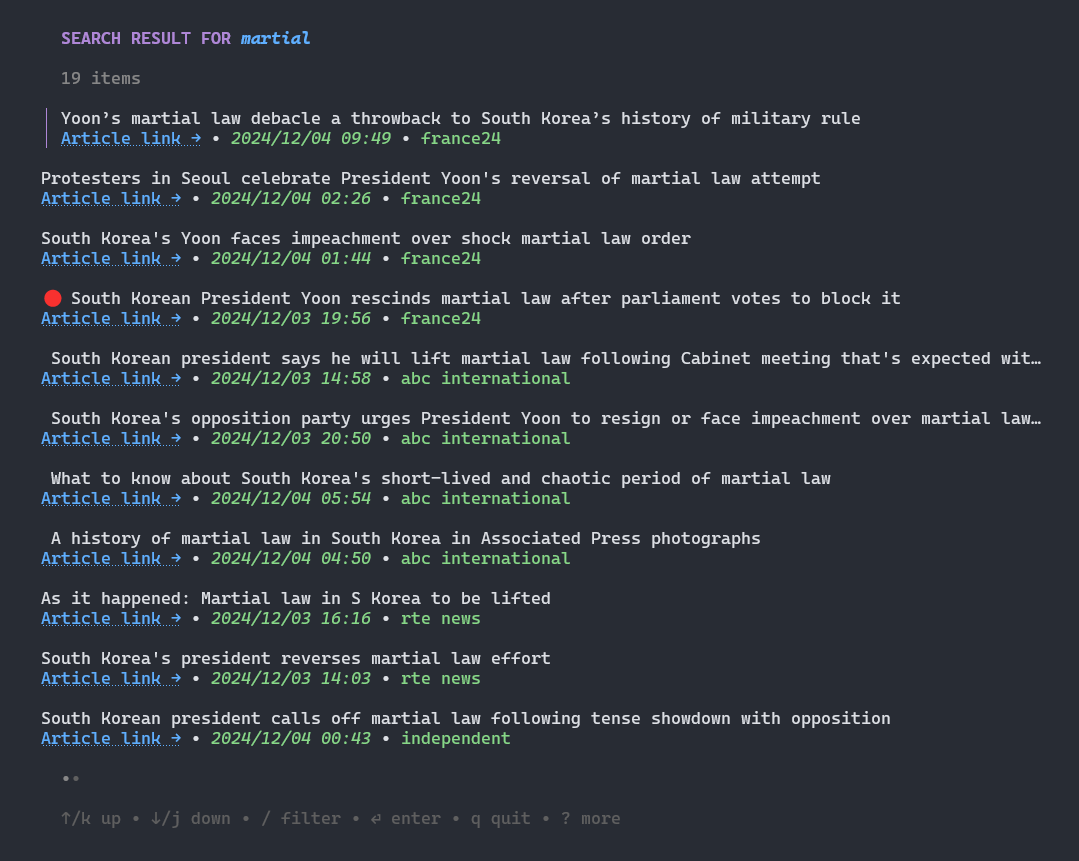 SEARCH RESULT FOR martial
19 items
Yoon’s martial law debacle a throwback to South Korea’s history of military rule
Article link → • 2024/12/04 09:49 • france24
Protesters in Seoul celebrate President Yoon's reversal of martial law attempt
Article link → • 2024/12/04 02:26 • france24
South Korea's Yoon faces impeachment over shock martial law order
Article link → • 2024/12/04 01:44 • france24
🔴 South Korean President Yoon rescinds martial law after parliament votes to block it
Article link → • 2024/12/03 19:56 • france24
South Korean president says he will lift martial law following Cabinet meeting that's expected wit…
Article link → • 2024/12/03 14:58 • abc international
South Korea's opposition party urges President Yoon to resign or face impeachment over martial law…
Article link → • 2024/12/03 20:50 • abc international
What to know about South Korea's short-lived and chaotic period of martial law
Article link → • 2024/12/04 05:54 • abc international
A history of martial law in South Korea in Associated Press photographs
Article link → • 2024/12/04 04:50 • abc international
As it happened: Martial law in S Korea to be lifted
Article link → • 2024/12/03 16:16 • rte news
South Korea's president reverses martial law effort
Article link → • 2024/12/03 14:03 • rte news
South Korean president calls off martial law following tense showdown with opposition
Article link → • 2024/12/04 00:43 • independent
••
↑/k up • ↓/j down • / filter • ↵ enter • q quit • ? more